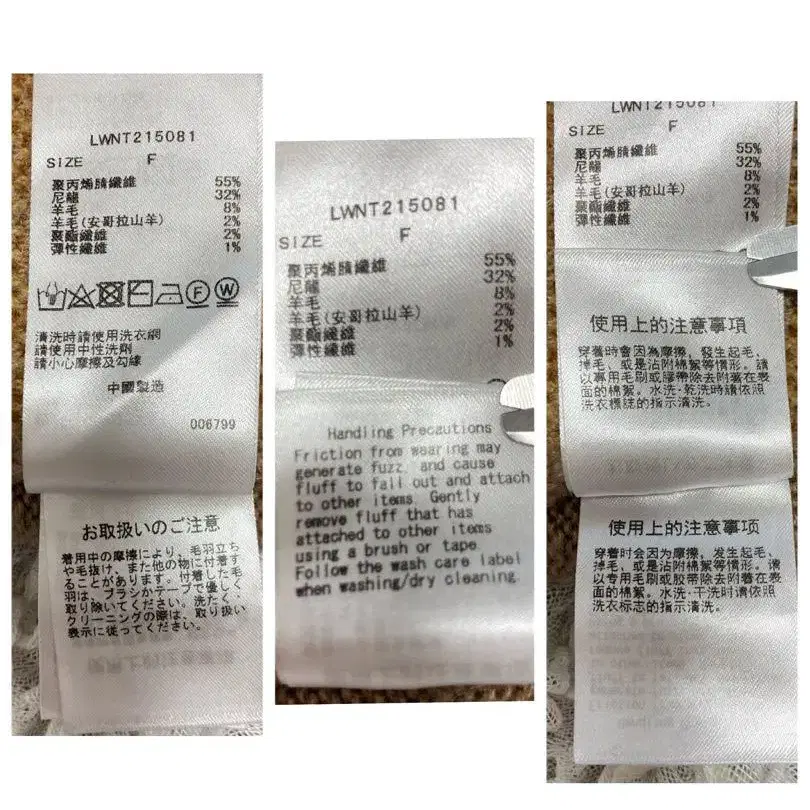 LWNT215081
SIZE F
聚丙烯腈纖維 55%
尼龍 32%
羊毛 8%
羊毛(安哥拉山羊) 2%
聚酯纖維 2%
彈性纖維 1%
清洗時請使用洗衣網
請使用中性洗劑
請小心摩擦及勾線
中國製造
006799
お取扱いのご注意
着用中の摩擦により、毛羽立ち
や毛抜け、また他の物に付着す
ることがあります。付着した毛
羽は、ブラシかテープで優しく
取り除いてください。洗たく、
クリーニングの際は、取り扱い
表示に従ってください。
LWNT215081
SIZE F
聚丙烯腈纖維 55%
尼龍 32%
羊毛 8%
羊毛(安哥拉山羊) 2%
聚酯纖維 2%
彈性纖維 1%
Handling Precautions
Friction from wearing may
generate fuzz, and cause
fluff to fall out and attach
to other items. Gently
remove fluff that has
attached to other items
using a brush or tape.
Follow the wash care label
when washing/dry cleaning.
LWNT215081
SIZE F
聚丙烯腈纖維 55%
尼龍 32%
羊毛 8%
羊毛(安哥拉山羊) 2%
聚酯纖維 2%
彈性纖維 1%
使用上的注意事項
穿着時會因為摩擦，發生起毛、
掉毛、或是沾附棉絮等情形。請
以專用毛刷或膠帶除去附著在表
面的棉絮。水洗·乾洗時請依照
洗衣標誌的指示清洗。
使用上的注意事项
穿着时会因为摩擦，发生起毛、
掉毛、或是沾附棉絮等情形。请
以专用毛刷或胶带除去附著在表
面的棉絮。水洗·干洗时请依照
洗衣标志的指示清洗。